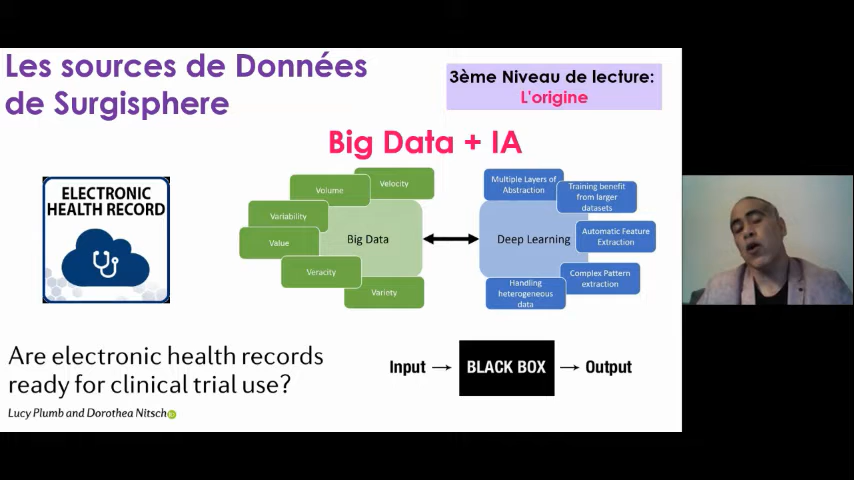 Les sources de Données
de Surgisphere
3ème Niveau de lecture:
L'origine
Big Data + IA
ELECTRONIC
HEALTH RECORD
Velocity
Volume
Variability
Value
Big Data
Veracity
Variety
Multiple Layers of
Abstraction
Training benefit
from larger
datasets
Automatic Feature
Extraction
Deep Learning
Complex Pattern
extraction
Handling
heterogeneous
data
Are electronic health records
ready for clinical trial use?
Lucy Plumb and Dorothea Nitsch iD
Input → BLACK BOX → Output